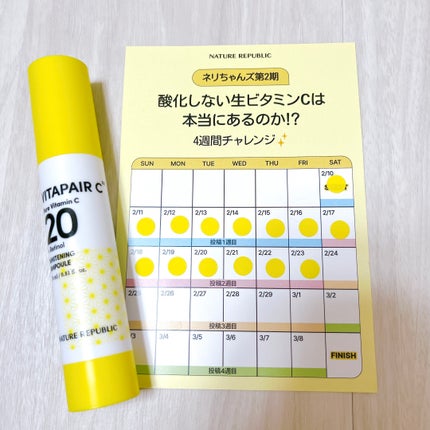 NATURE REPUBLIC
ネリちゃんズ第2期
酸化しない生ビタミンCは
本当にあるのか!?
4週間チャレンジ✨
SUN MON TUE WED THU FRI SAT
2/10
2/11 2/12 2/13 2/14 2/15 2/16 2/17
投稿1週目
2/18 2/19 2/20 2/21 2/22 2/23 2/24
投稿2週目
2/25 2/26 2/27 2/28 2/29 3/1 3/2
投稿3週目
3/3 3/4 3/5 3/6 3/7 3/8
FINISH
投稿4週目
VITAPAIR C
Pure Vitamin C
20
Retinol
AMPOULE
NATURE REPUBLIC